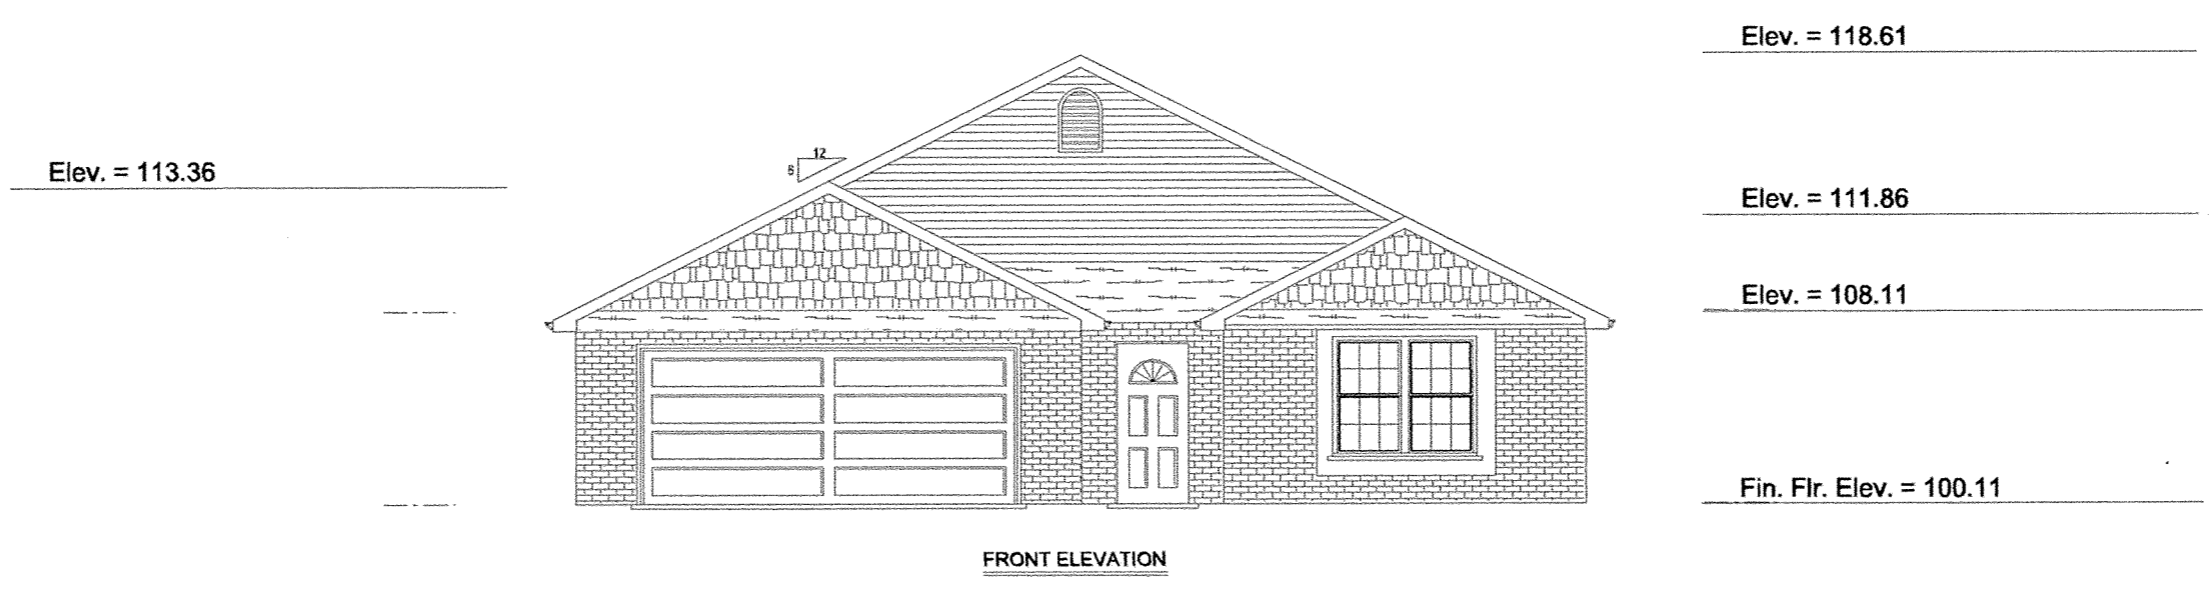 Elev. = 118.61
12
6
Elev. = 113.36
Elev. = 111.86
Elev. = 108.11
Fin. Flr. Elev. = 100.11
FRONT ELEVATION